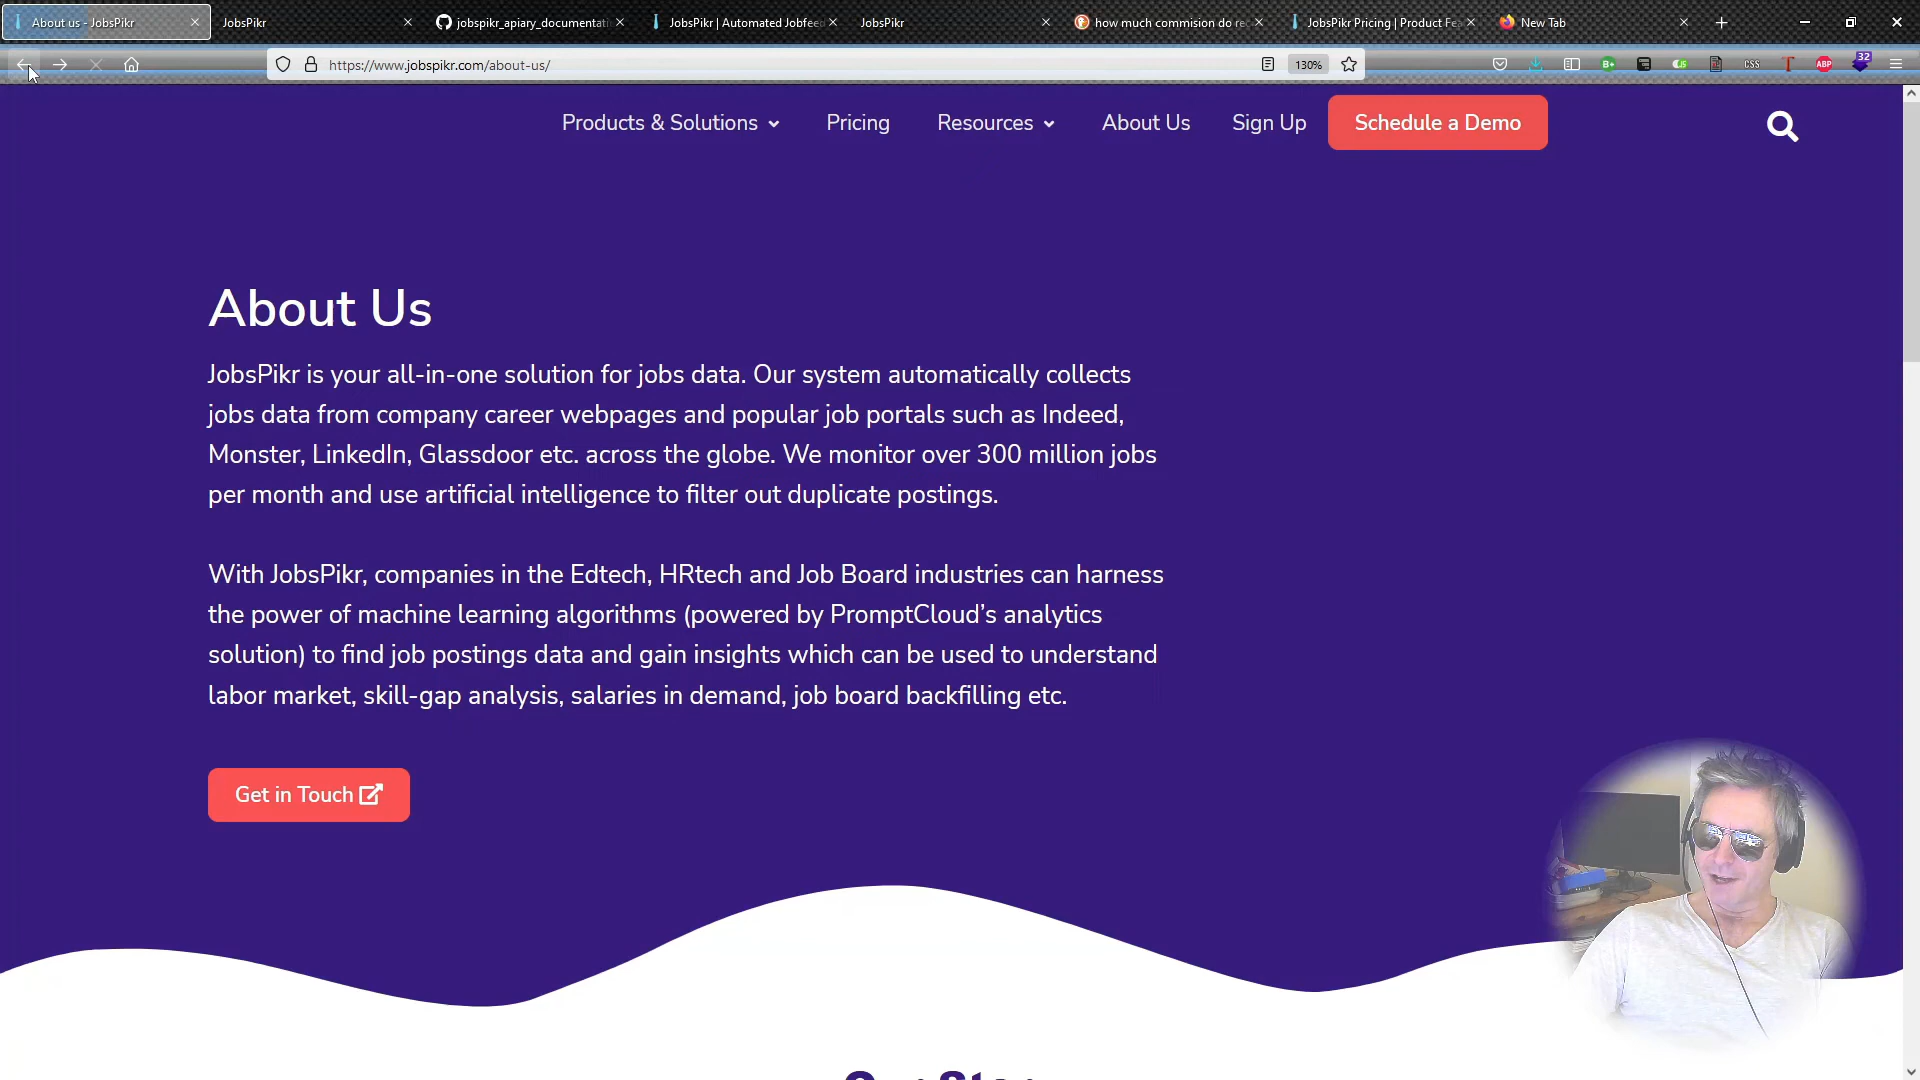 About us - JobsPikr
JobsPikr
jobspikr_apiary_documentati
JobsPikr | Automated Jobfeed
JobsPikr
how much commision do rec
JobsPikr Pricing | Product Fea
New Tab
https://www.jobspikr.com/about-us/
130%
B+
CSS
T
ABP
32
Products & Solutions
Pricing
Resources
About Us
Sign Up
Schedule a Demo
About Us
JobsPikr is your all-in-one solution for jobs data. Our system automatically collects
jobs data from company career webpages and popular job portals such as Indeed,
Monster, LinkedIn, Glassdoor etc. across the globe. We monitor over 300 million jobs
per month and use artificial intelligence to filter out duplicate postings.
With JobsPikr, companies in the Edtech, HRtech and Job Board industries can harness
the power of machine learning algorithms (powered by PromptCloud’s analytics
solution) to find job postings data and gain insights which can be used to understand
labor market, skill-gap analysis, salaries in demand, job board backfilling etc.
Get in Touch